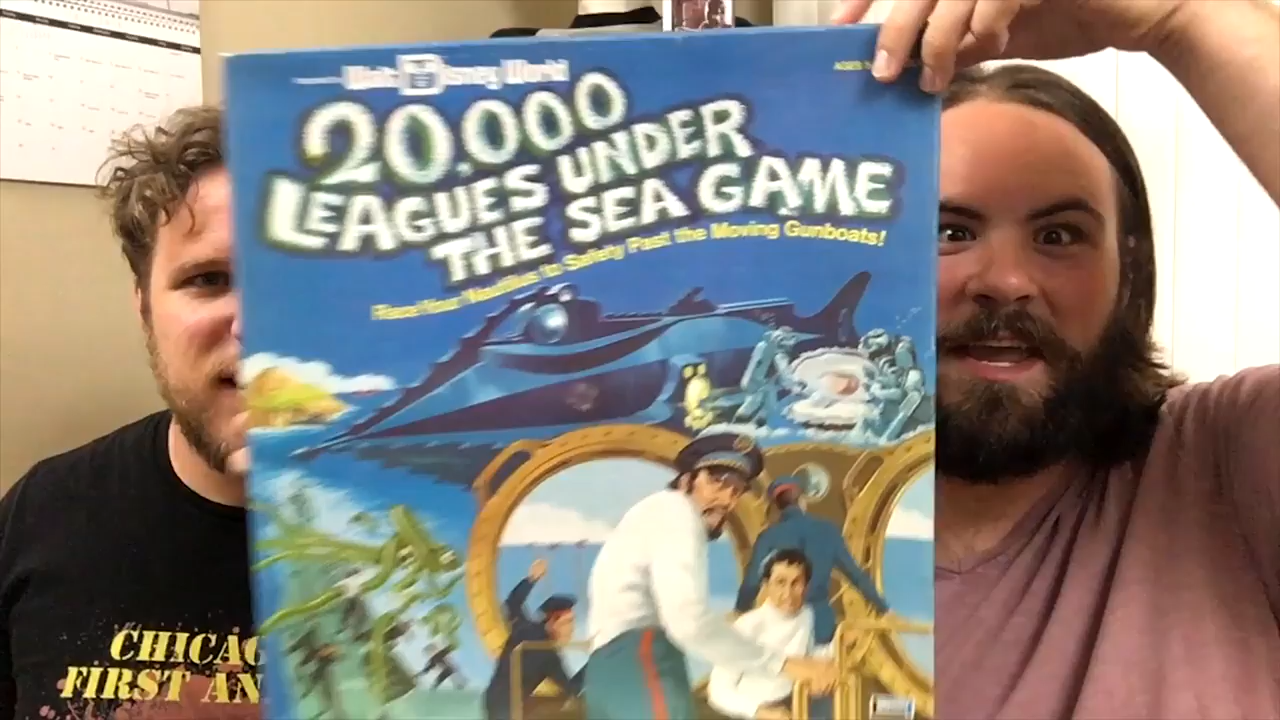 Walt Disney World
20,000
LEAGUES UNDER
THE SEA GAME
Race Your Nautilus to Safety Past the Moving Gunboats!
AGES
CHICAG
FIRST AN